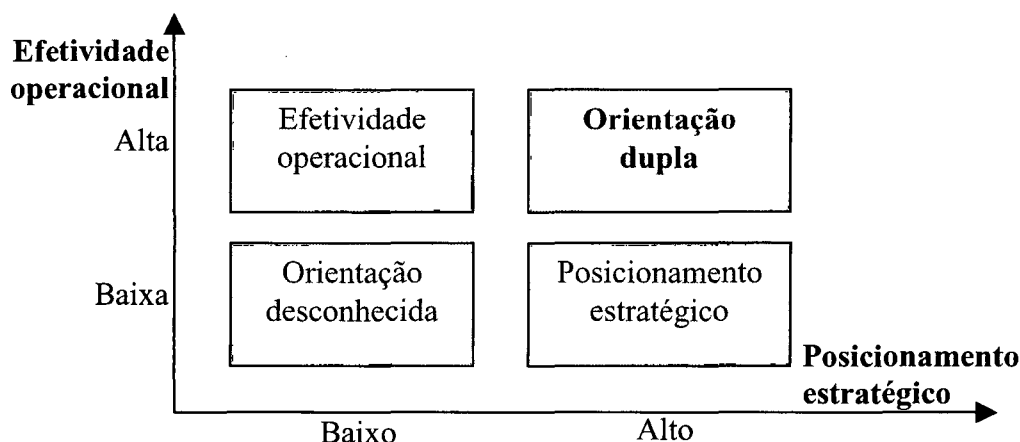 Efetividade
operacional
Alta
Efetividade
operacional
Orientação
dupla
Baixa
Orientação
desconhecida
Posicionamento
estratégico
Posicionamento
estratégico
Baixo
Alto